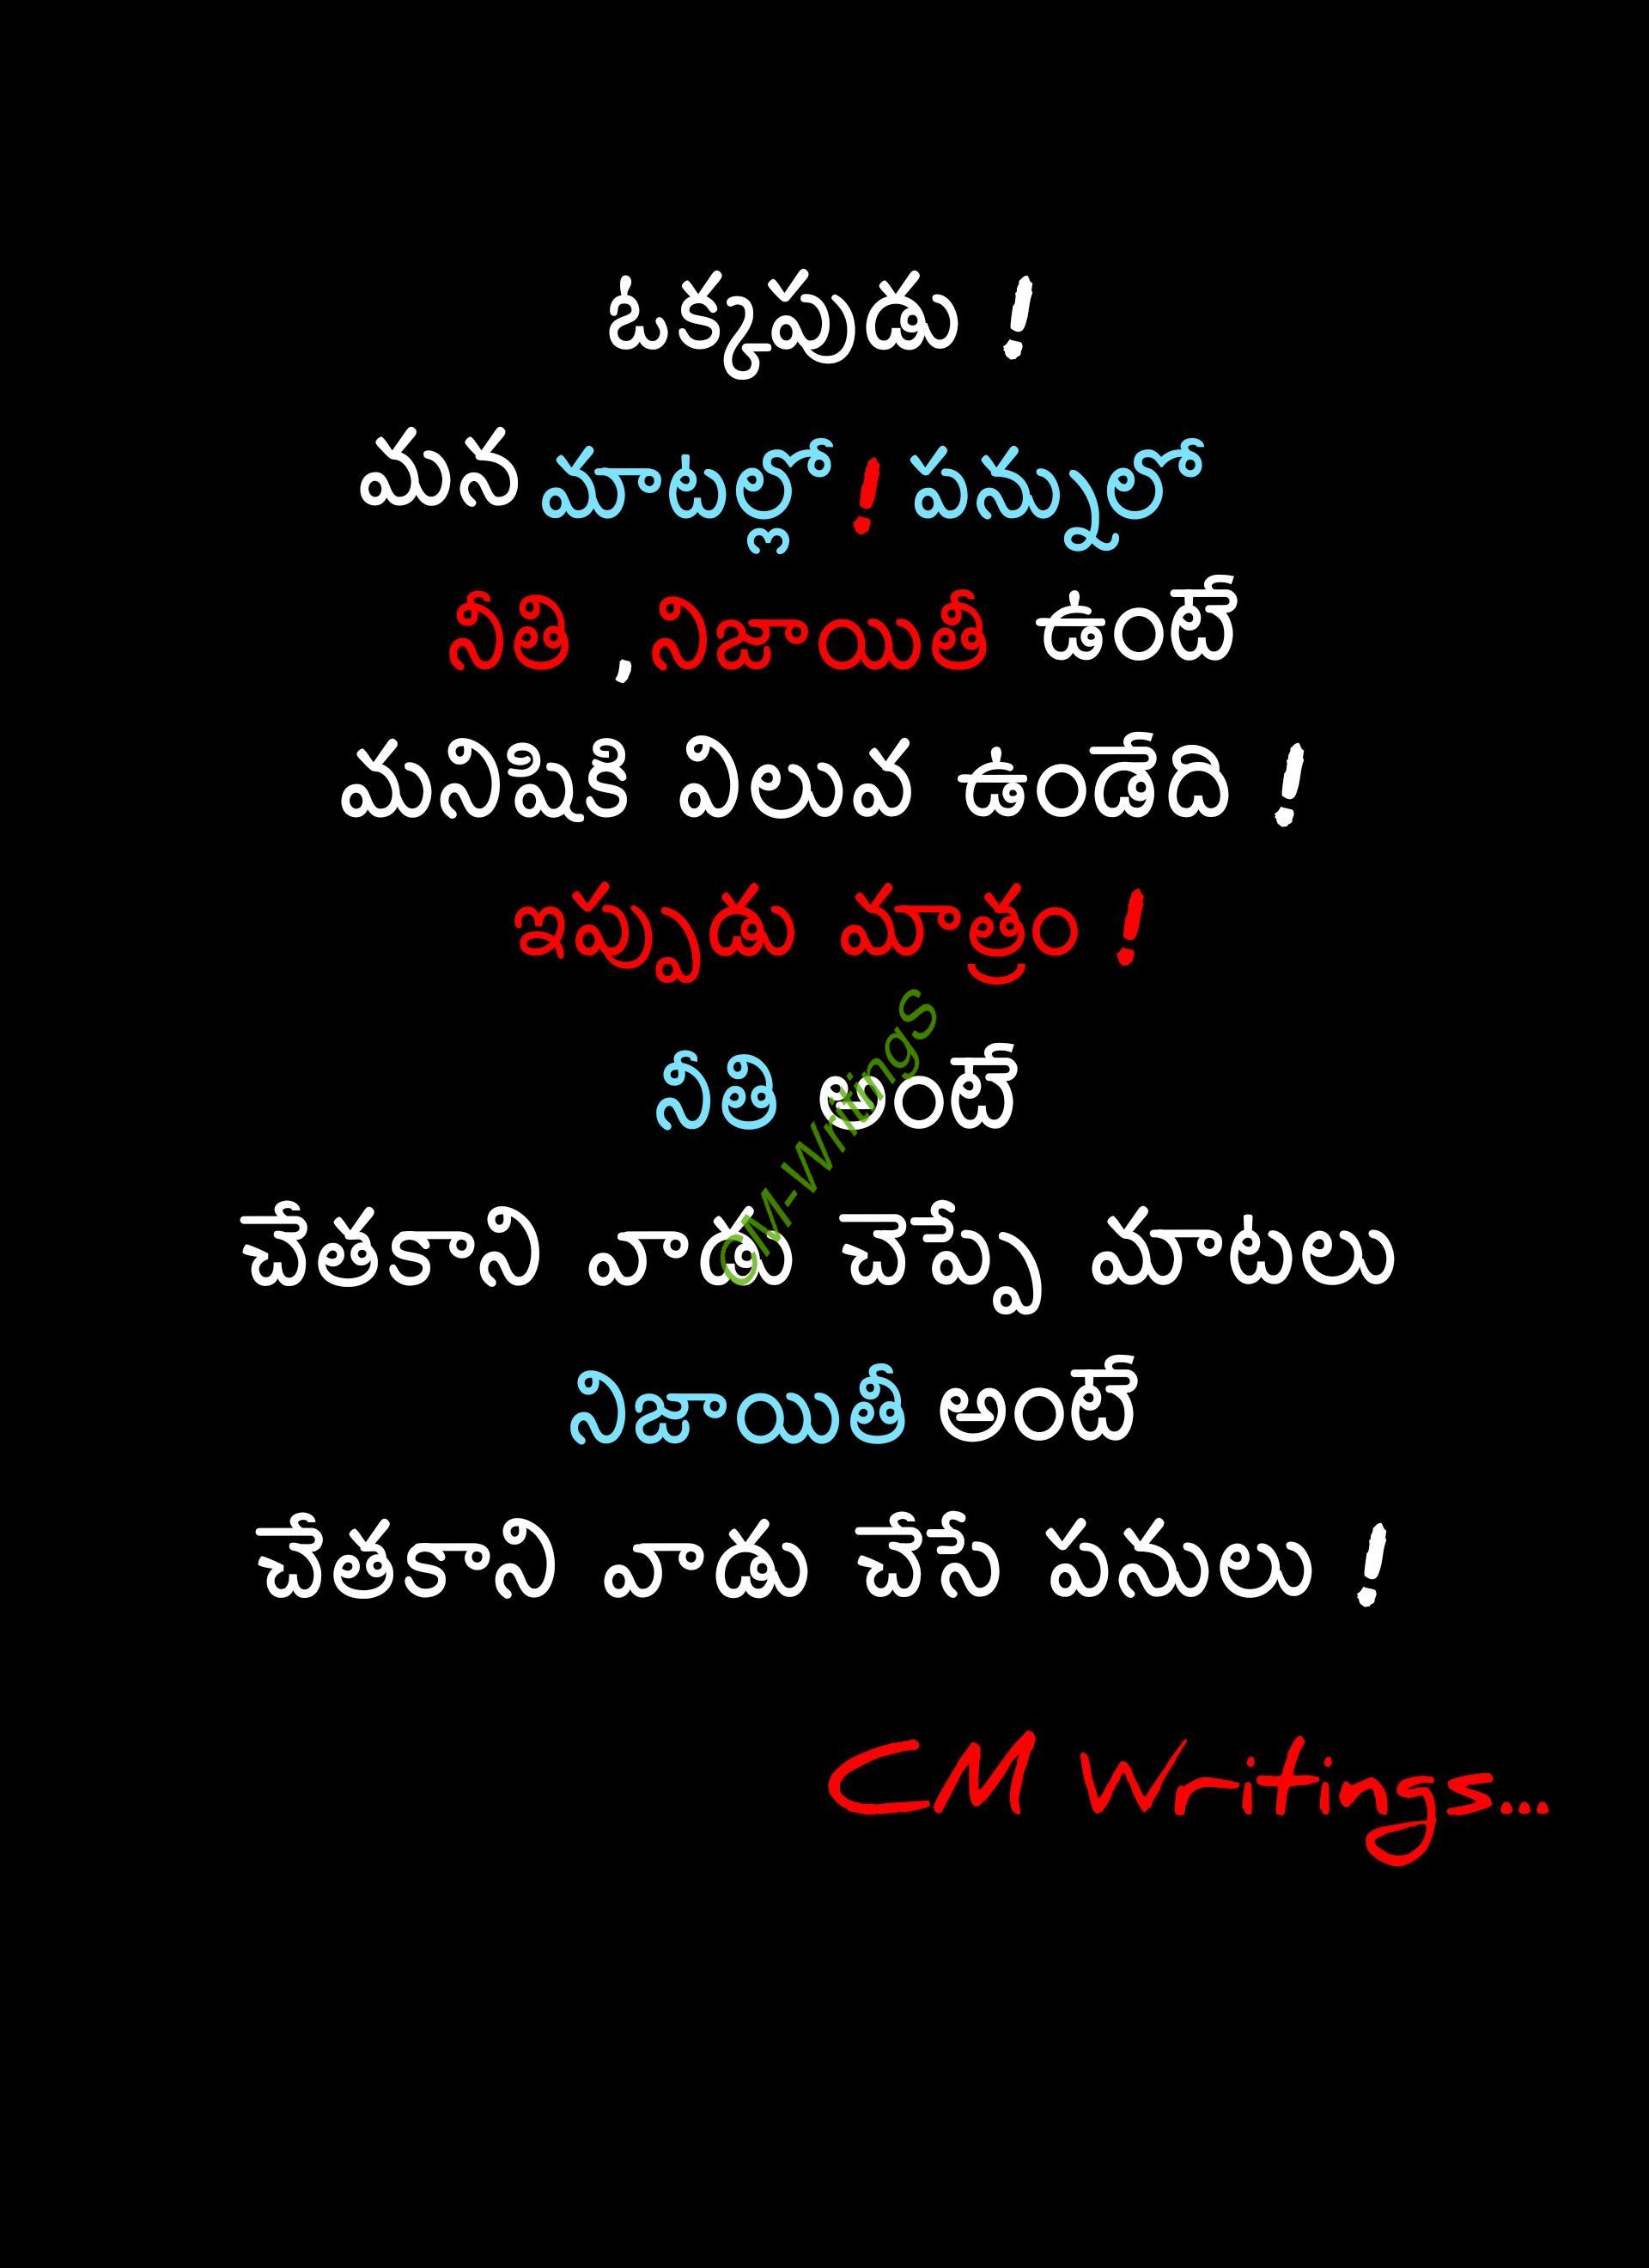 ఒక్కపుడు !
మన మాటల్లో ! పన్నులో
నీతి , నిజాయితీ ఉంటే
మనిషికి విలువ ఉండేది !
ఇప్పుడు మాత్రం !
నీతి అంటే
చేతకాని వాడు చెప్పే మాటలు
నిజాయితీ అంటే
చేతకాని వాడు చేసే పనులు !
CM Writings...
CM-Writings